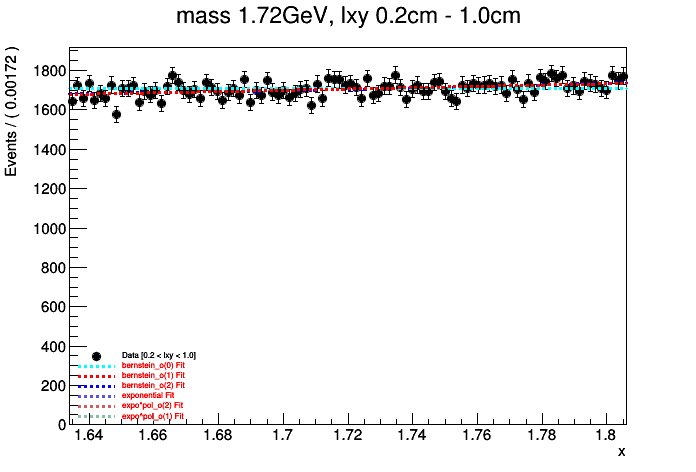 mass 1.72GeV, lxy 0.2cm - 1.0cm
Events / ( 0.00172 )
1800
1600
1400
1200
1000
800
600
400
200
0
Data [0.2 < lxy < 1.0]
bernstein_o(0) Fit
bernstein_o(1) Fit
bernstein_o(2) Fit
exponential Fit
expo*pol_o(2) Fit
expo*pol_o(1) Fit
1.64 1.66 1.68 1.7 1.72 1.74 1.76 1.78 1.8
x